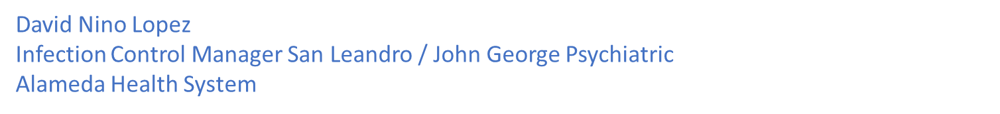 David Nino Lopez
Infection Control Manager San Leandro / John George Psychiatric
Alameda Health System